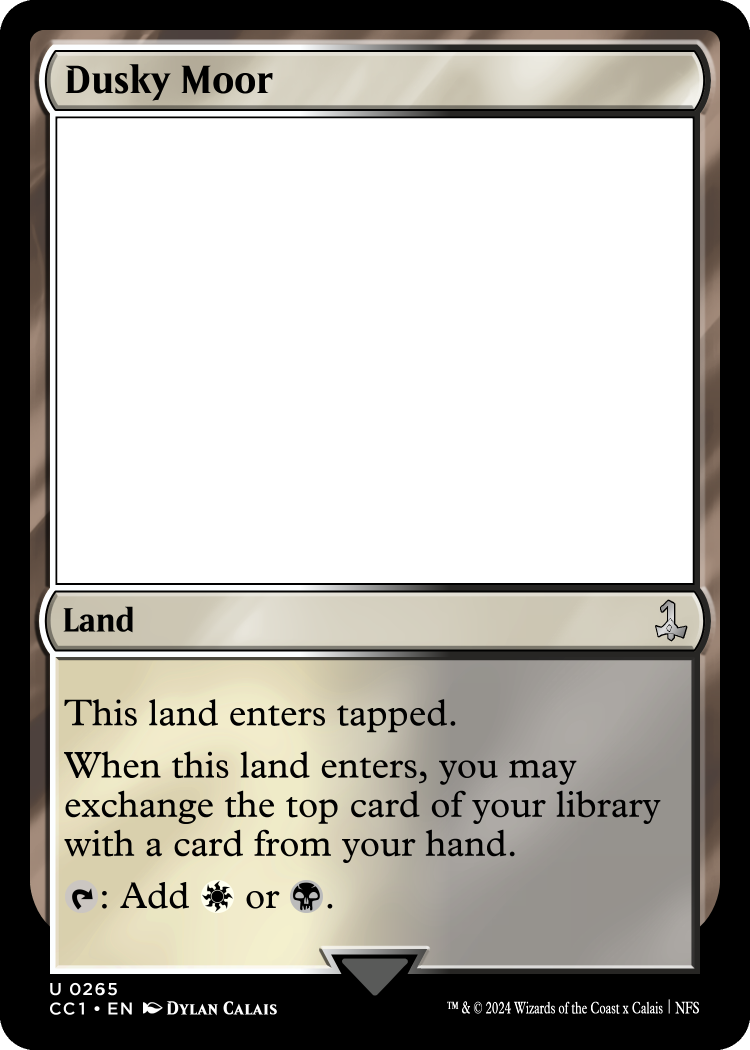 Dusky Moor
Land
This land enters tapped.
When this land enters, you may
exchange the top card of your library
with a card from your hand.
: Add or .
U 0265
CC1 • EN Dylan Calais
™ & © 2024 Wizards of the Coast x Calais | NFS